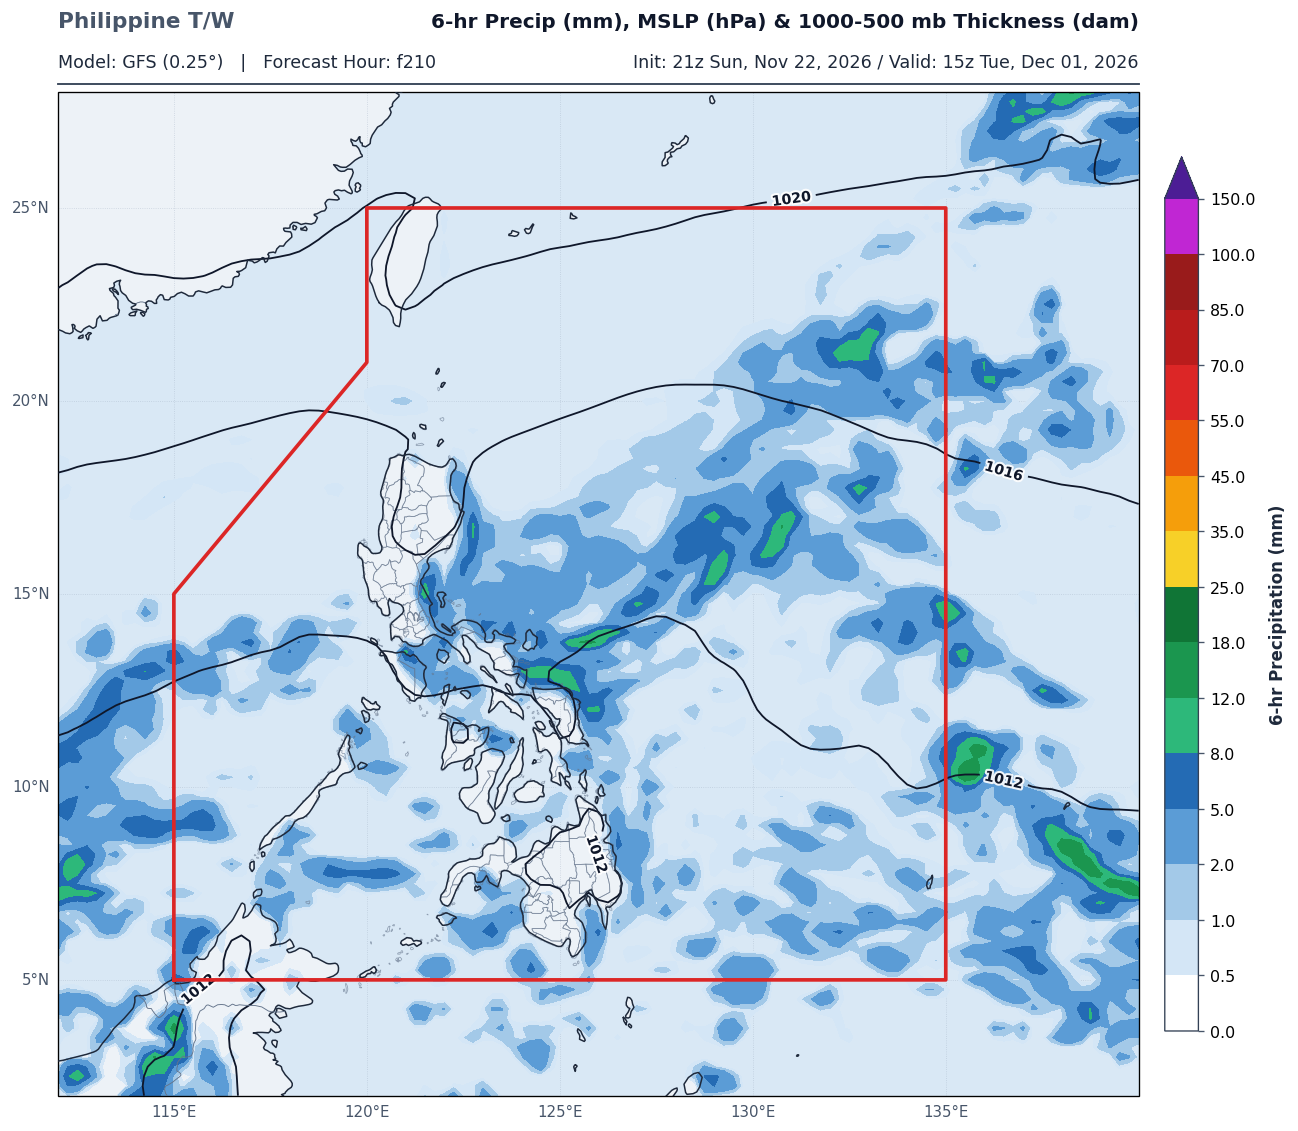 Philippine T/W
6-hr Precip (mm), MSLP (hPa) & 1000-500 mb Thickness (dam)
Model: GFS (0.25°) | Forecast Hour: f210
Init: 21z Sun, Nov 22, 2026 / Valid: 15z Tue, Dec 01, 2026
25°N
20°N
15°N
10°N
5°N
115°E
120°E
125°E
130°E
135°E
1020
1016
1012
1012
1012
150.0
100.0
85.0
70.0
55.0
45.0
35.0
25.0
18.0
12.0
8.0
5.0
2.0
1.0
0.5
0.0
6-hr Precipitation (mm)